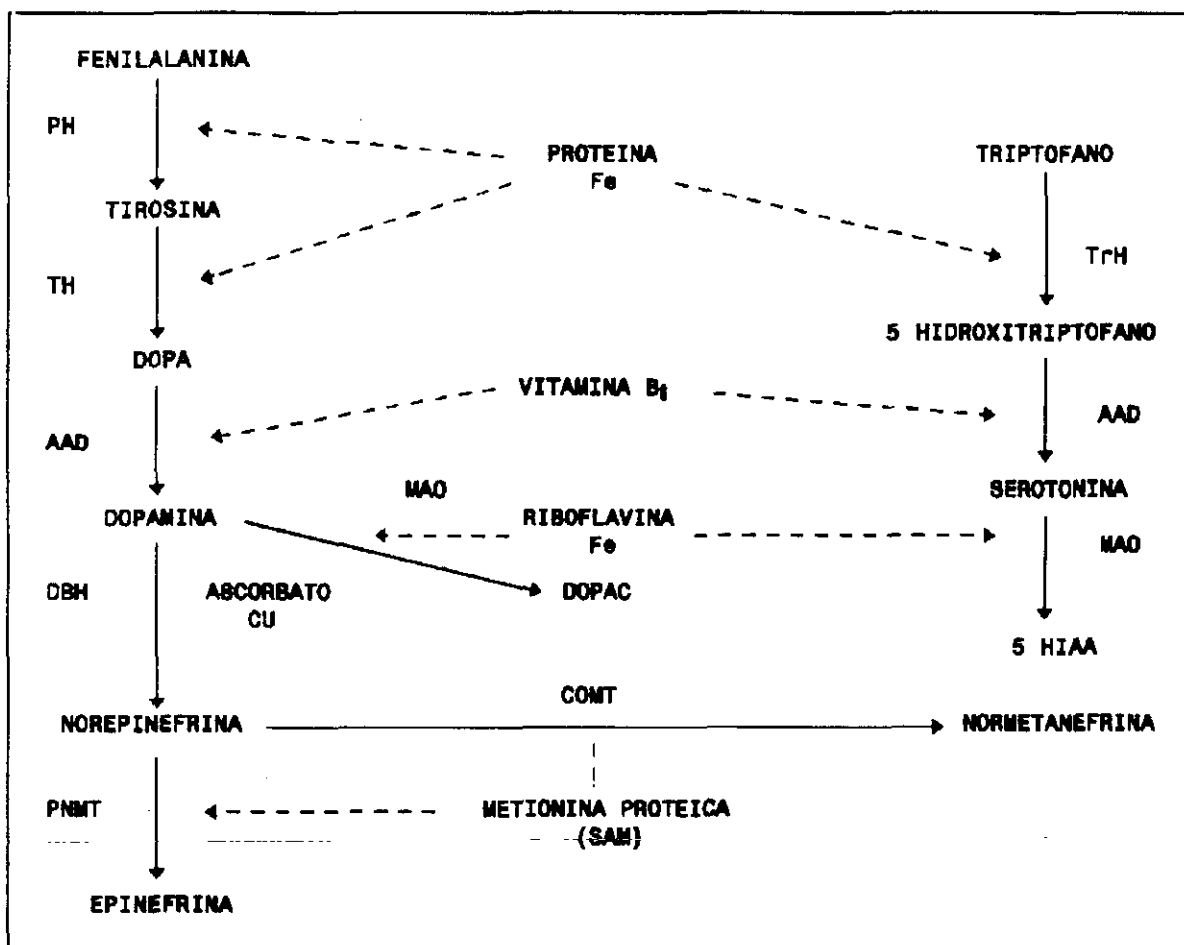 FENILALANINA
PH
PROTEINA
Fe
TRIPTOFANO
TIROSINA
TrH
TH
5 HIDROXITRIPTOFANO
DOPA
VITAMINA B
AAD
AAD
MAO
SEROTONINA
DOPAMINA
RIBOFLAVINA
Fe
MAO
DBH
ASCORBATO
CU
DOPAC
5 HIAA
COMT
NOREPINEFRINA
NORMETANEFRINA
PNMT
METIONINA PROTEICA
(SAM)
EPINEFRINA